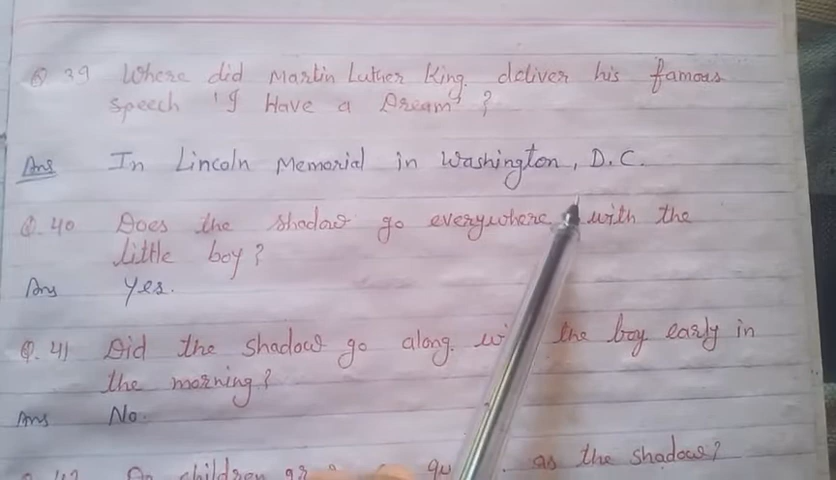 Q 39 Where did Martin Luther King deliver his famous
speech 'I Have a Dream' ?
Ans In Lincoln Memorial in Washington, D.C.
Q. 40 Does the shadow go everywhere with the
little boy?
Ans Yes.
Q. 41 Did the shadow go along the boy early in
the morning?
Ans No.
children as the shadow?